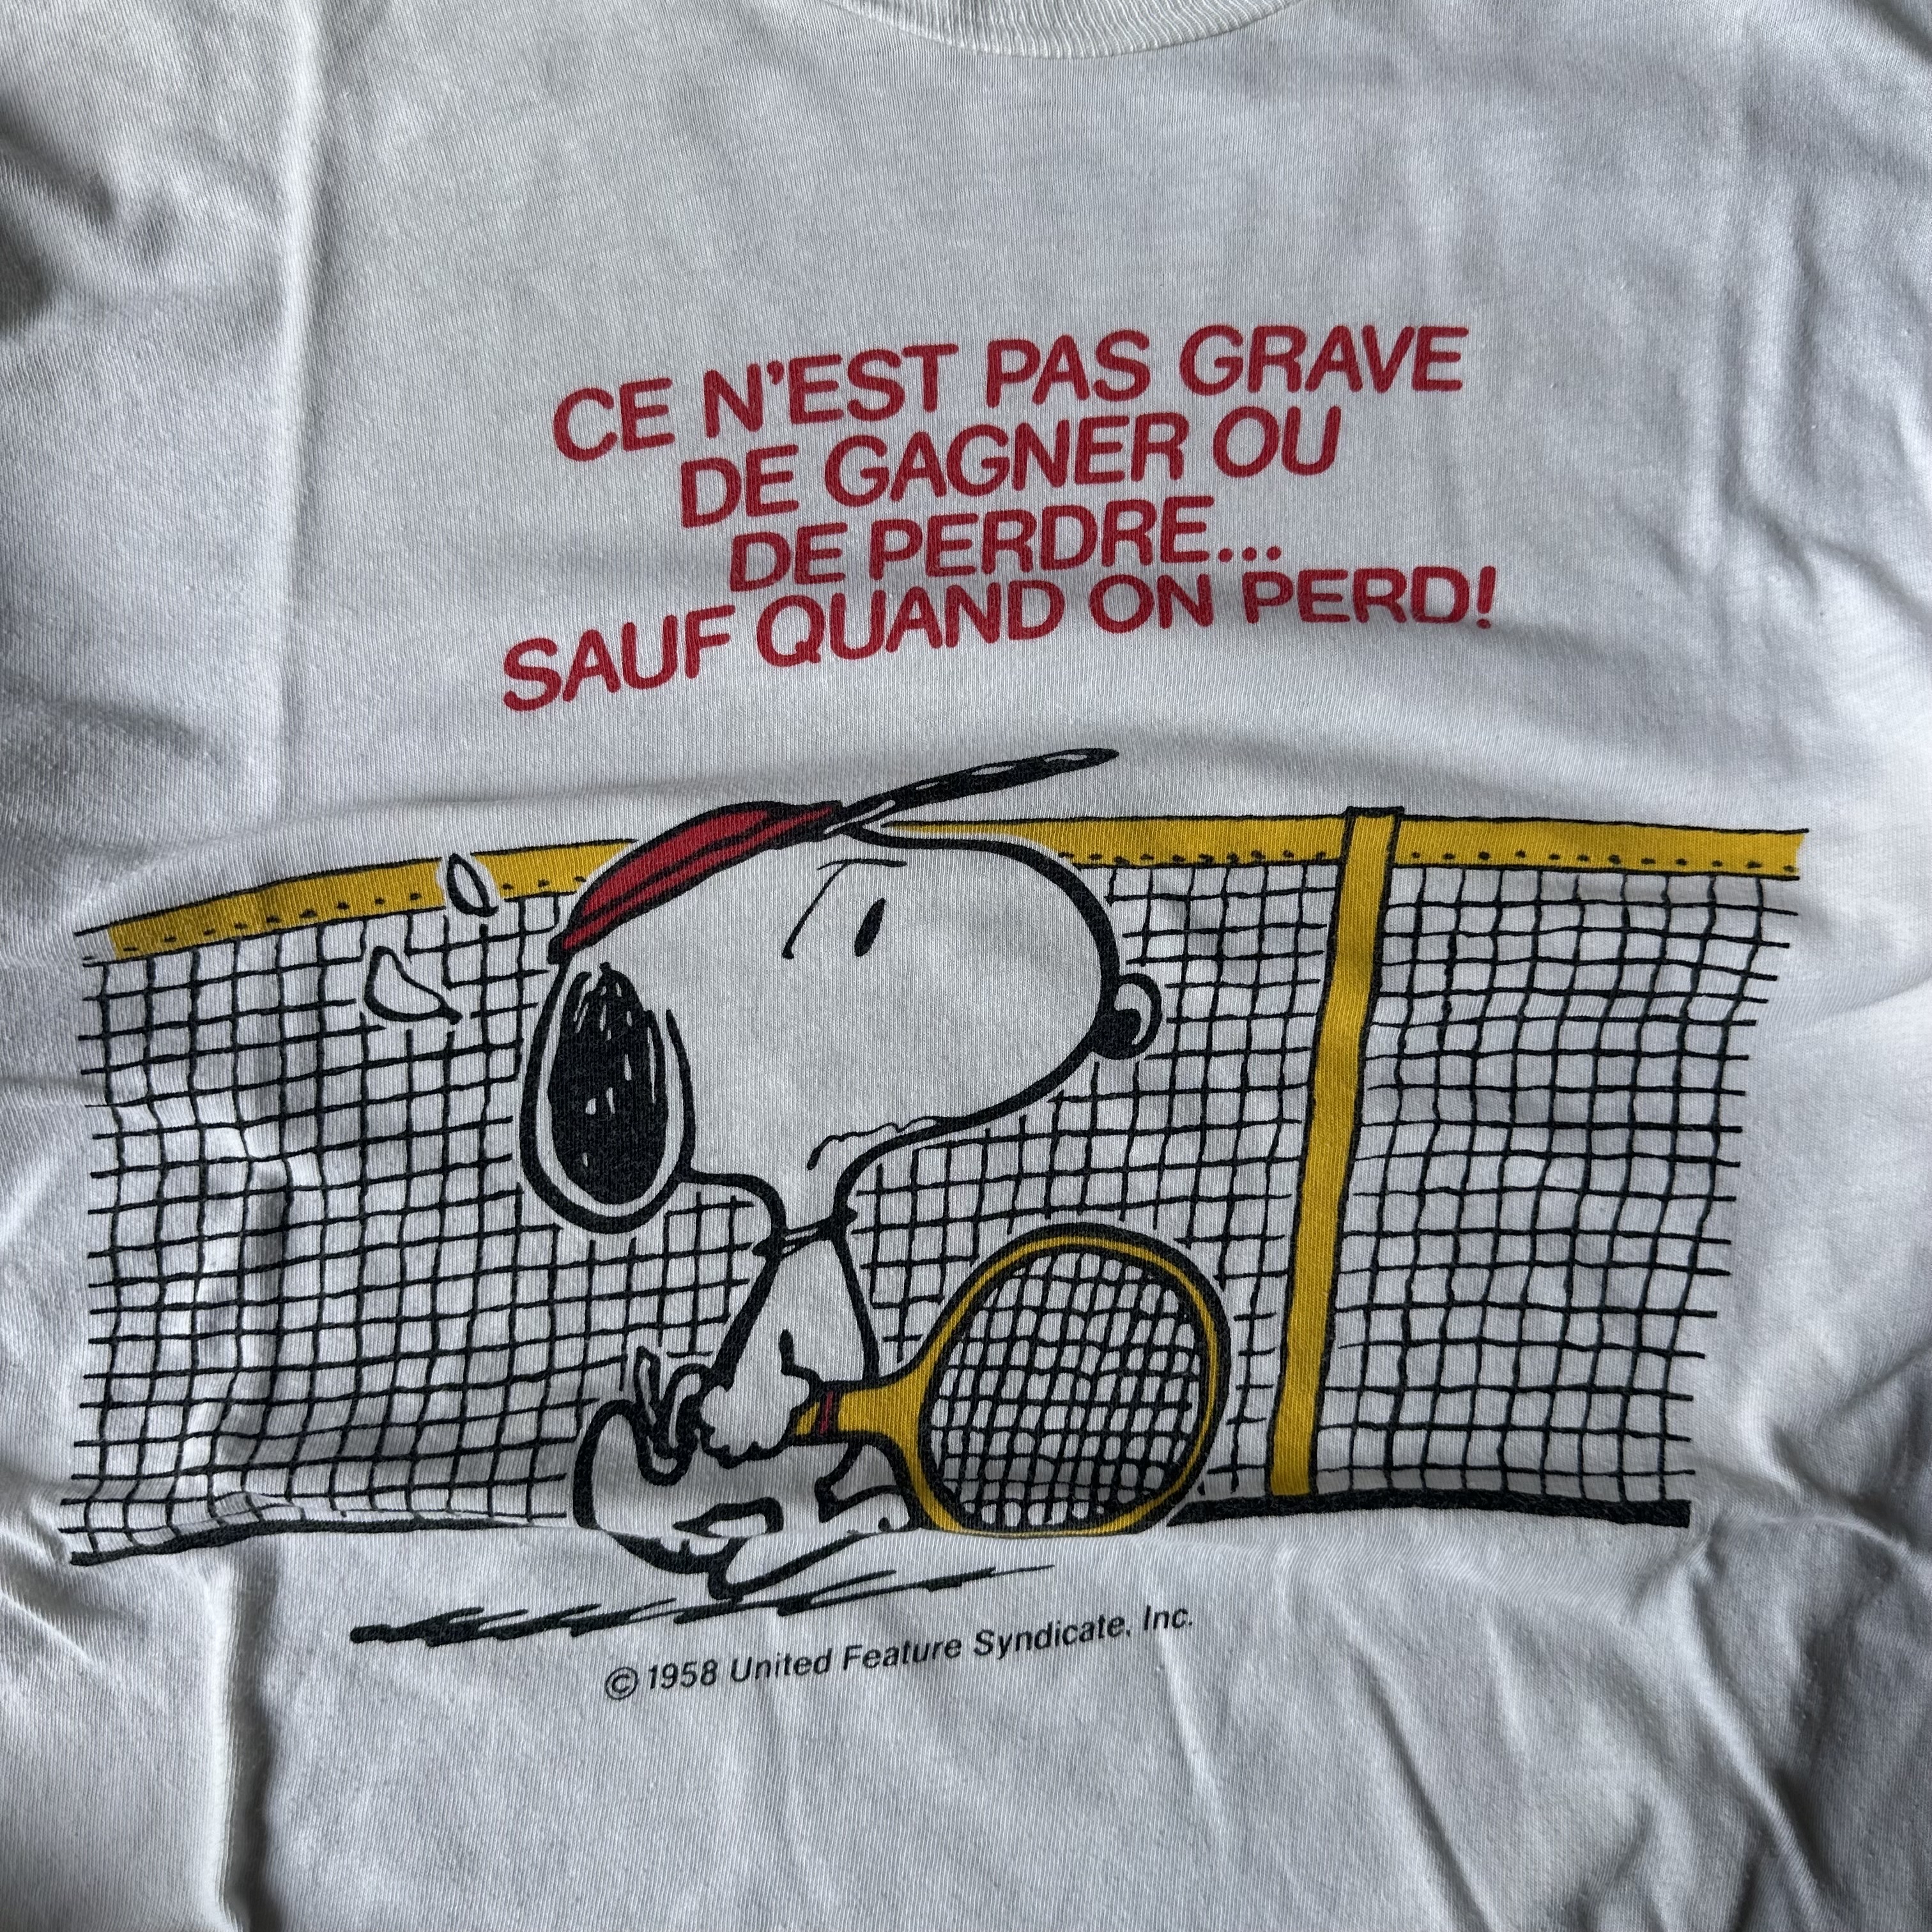 CE N'EST PAS GRAVE
DE GAGNER OU
DE PERDRE...
SAUF QUAND ON PERD!
© 1958 United Feature Syndicate, Inc.